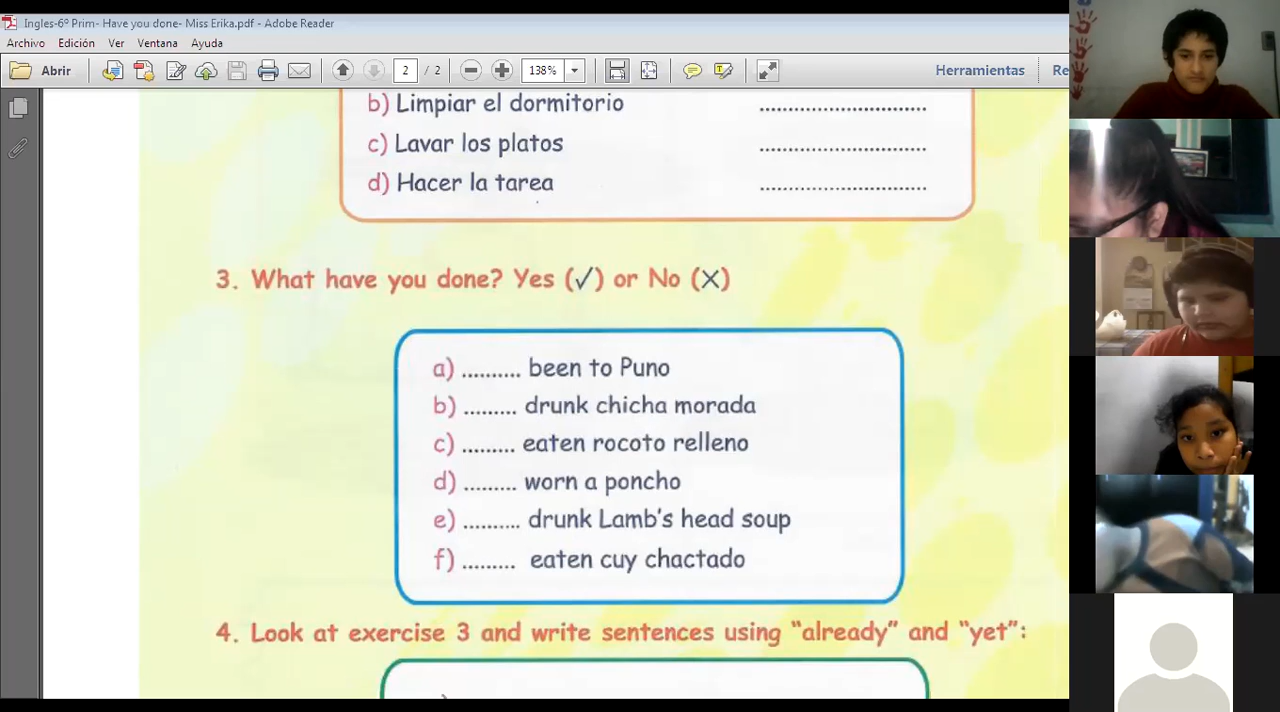 Ingles-6º Prim- Have you done- Miss Erika.pdf - Adobe Reader
Archivo Edición Ver Ventana Ayuda
Abrir 2 / 2 138% Herramientas Re
b) Limpiar el dormitorio ..............................
c) Lavar los platos ..............................
d) Hacer la tarea ..............................
3. What have you done? Yes (✓) or No (X)
a) .......... been to Puno
b) ......... drunk chicha morada
c) ......... eaten rocoto relleno
d) ......... worn a poncho
e) .......... drunk Lamb's head soup
f) ......... eaten cuy chactado
4. Look at exercise 3 and write sentences using "already" and "yet":